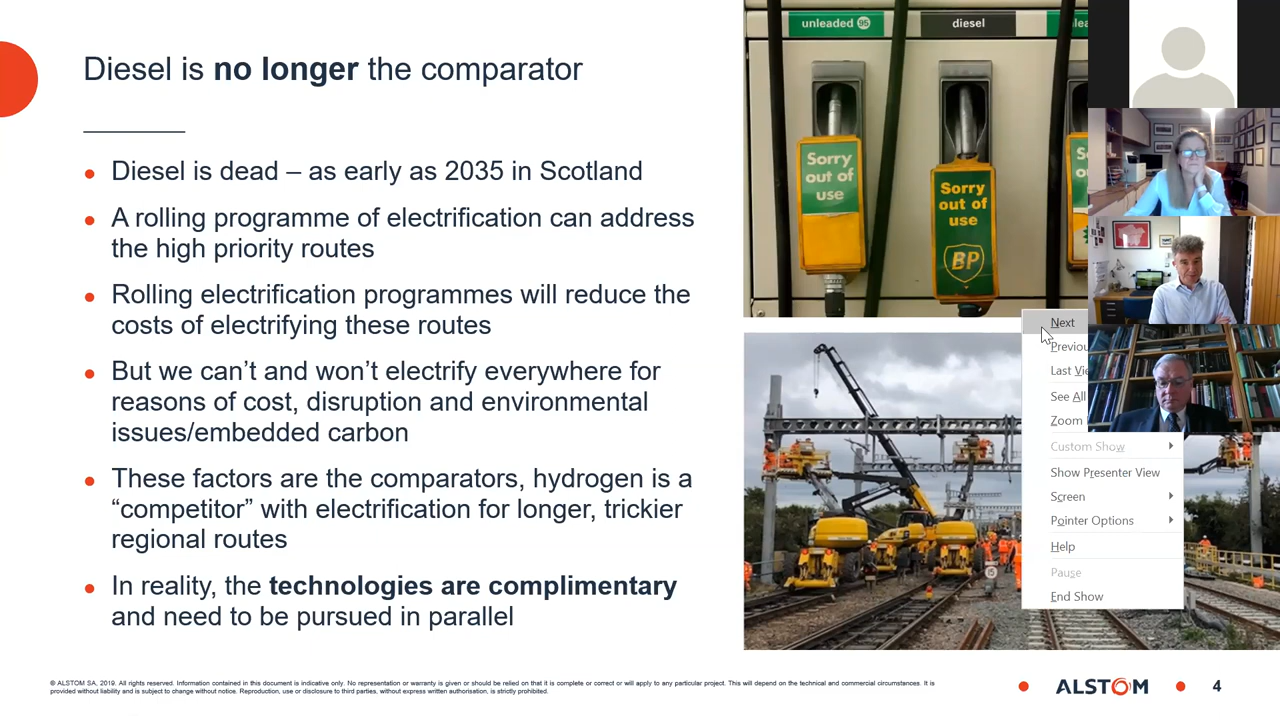 Diesel is no longer the comparator
Diesel is dead – as early as 2035 in Scotland
A rolling programme of electrification can address
the high priority routes
Rolling electrification programmes will reduce the
costs of electrifying these routes
But we can’t and won’t electrify everywhere for
reasons of cost, disruption and environmental
issues/embedded carbon
These factors are the comparators, hydrogen is a
“competitor” with electrification for longer, trickier
regional routes
In reality, the technologies are complimentary
and need to be pursued in parallel
unleaded 95
diesel
Sorry
out of
use
Sorry
out of
use
BP
Next
See All
Zoom
Custom Show
Show Presenter View
Screen
Pointer Options
Help
Pause
End Show
© ALSTOM SA, 2019. All rights reserved. Information contained in this document is indicative only. No representation or warranty is given or should be relied on that it is complete or correct or will apply to any particular project. This will depend on the technical and commercial circumstances. It is
provided without liability and is subject to change without notice. Reproduction, use or disclosure to third parties, without express written authorisation, is strictly prohibited.
ALSTOM
4